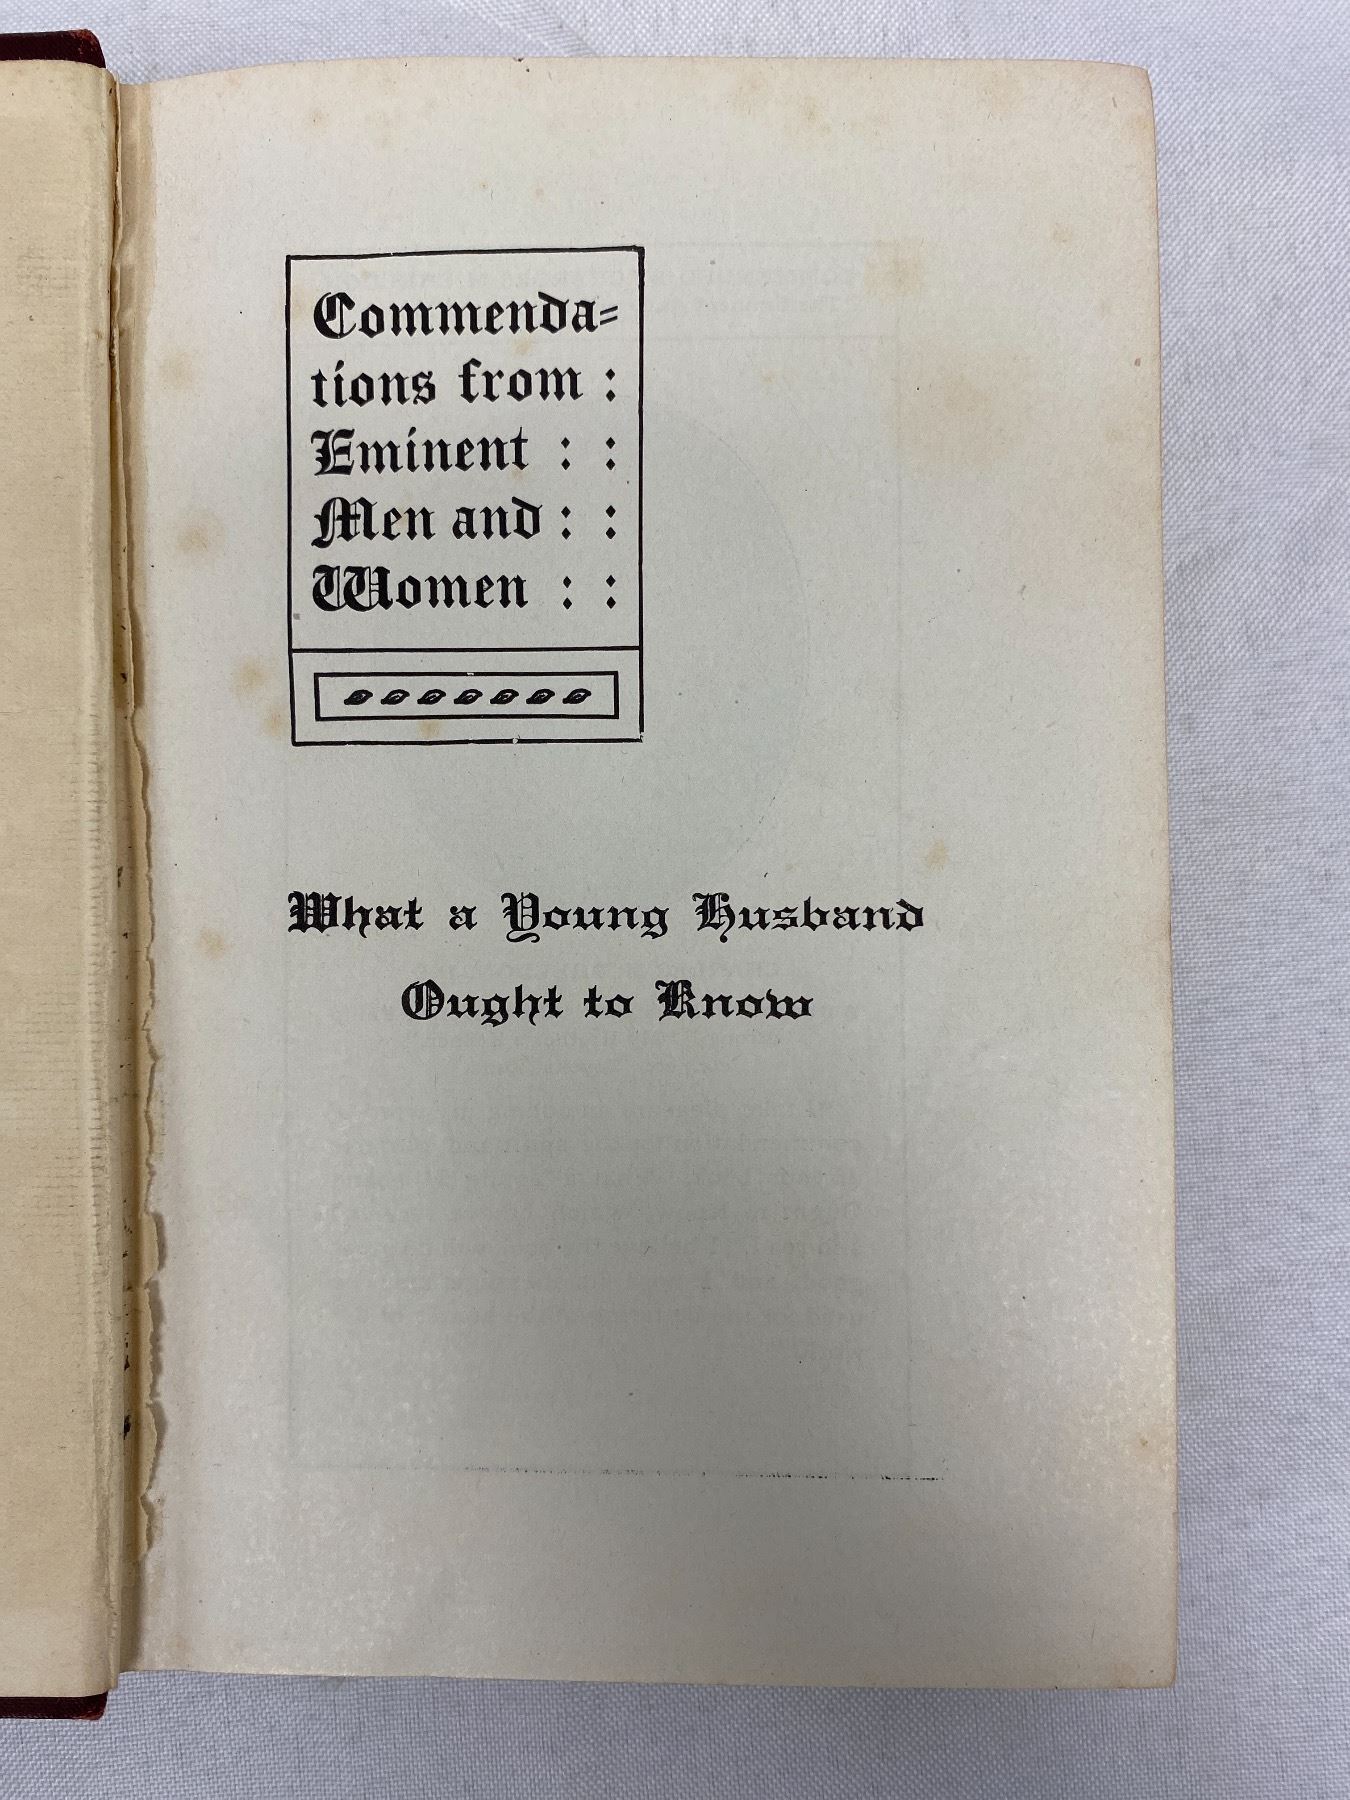 Commenda=
tions from :
Eminent : :
Men and : :
Women : :
What a Young Husband
Ought to Know